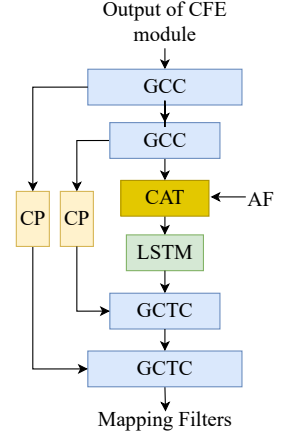 Output of CFE
module
GCC
GCC
CP
CP
CAT
AF
LSTM
GCTC
GCTC
Mapping Filters